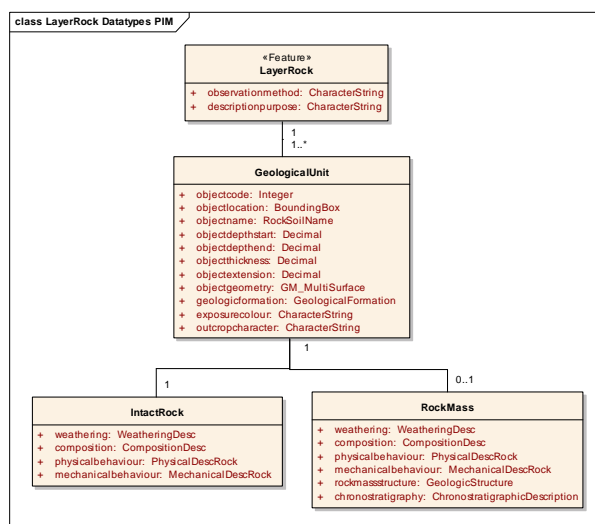 class LayerRock Datatypes PIM
«Feature»
LayerRock
+ observationmethod: CharacterString
+ descriptionpurpose: CharacterString
1
1..*
GeologicalUnit
+ objectcode: Integer
+ objectlocation: BoundingBox
+ objectname: RockSoilName
+ objectdepthstart: Decimal
+ objectdepthend: Decimal
+ objectthickness: Decimal
+ objectextension: Decimal
+ objectgeometry: GM_MultiSurface
+ geologicformation: GeologicalFormation
+ exposurecolour: CharacterString
+ outcropcharacter: CharacterString
1
1
0..1
IntactRock
+ weathering: WeatheringDesc
+ composition: CompositionDesc
+ physicalbehaviour: PhysicalDescRock
+ mechanicalbehaviour: MechanicalDescRock
RockMass
+ weathering: WeatheringDesc
+ composition: CompositionDesc
+ physicalbehaviour: PhysicalDescRock
+ mechanicalbehaviour: MechanicalDescRock
+ rockmassstructure: GeologicStructure
+ chronostratigraphy: ChronostratigraphicDescription